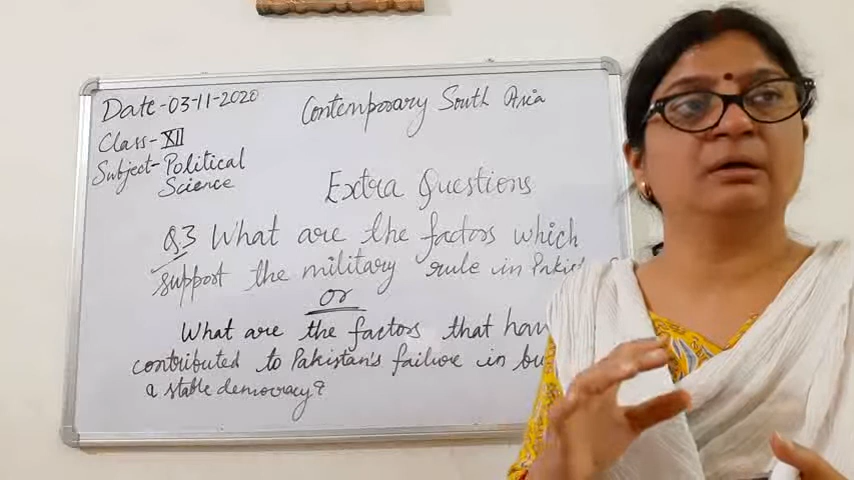 Date-03-11-2020
Contemporary South Asia
Class-XII
Subject-Political
Science
Extra Questions
Q.3 What are the factors which
support the military rule in
or
What are the factors that
contributed to Pakistan's failure in
a stable democracy?